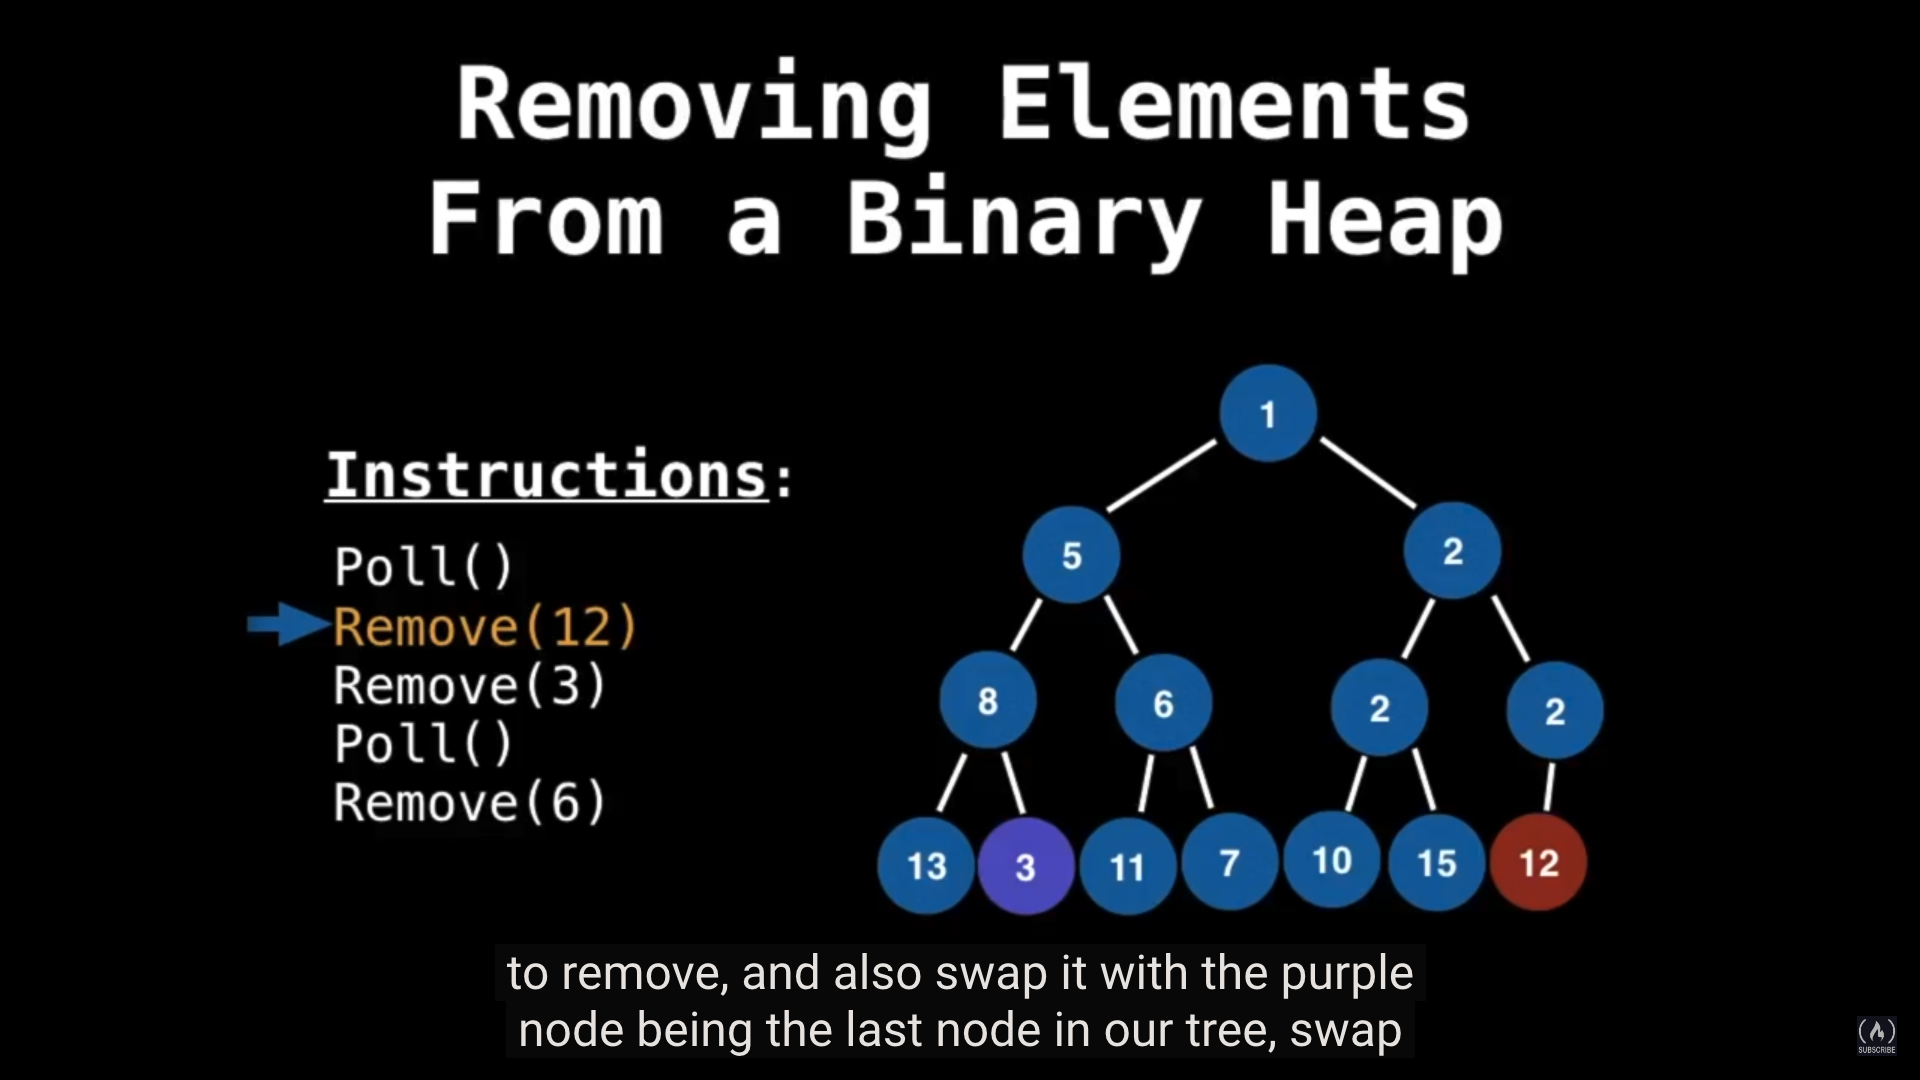 Removing Elements
From a Binary Heap
Instructions:
Poll()
Remove(12)
Remove(3)
Poll()
Remove(6)
1
5 2
8 6 2 2
13 3 11 7 10 15 12
to remove, and also swap it with the purple
node being the last node in our tree, swap
SUBSCRIBE